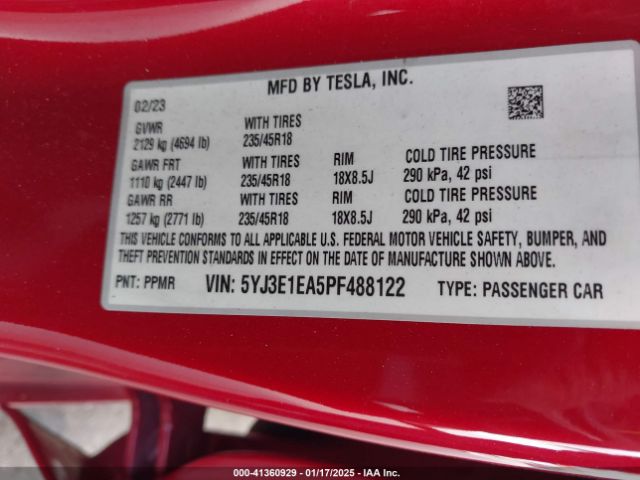 MFD BY TESLA, INC.
02/23
GVWR WITH TIRES
2129 kg (4694 lb) 235/45R18
GAWR FRT WITH TIRES RIM COLD TIRE PRESSURE
1110 kg (2447 lb) 235/45R18 18X8.5J 290 kPa, 42 psi
GAWR RR WITH TIRES RIM COLD TIRE PRESSURE
1257 kg (2771 lb) 235/45R18 18X8.5J 290 kPa, 42 psi
THIS VEHICLE CONFORMS TO ALL APPLICABLE U.S. FEDERAL MOTOR VEHICLE SAFETY, BUMPER, AND
THEFT PREVENTION STANDARDS IN EFFECT ON THE DATE OF MANUFACTURE SHOWN ABOVE.
PNT: PPMR VIN: 5YJ3E1EA5PF488122 TYPE: PASSENGER CAR
000-41360929 - 01/17/2025 - IAA Inc.